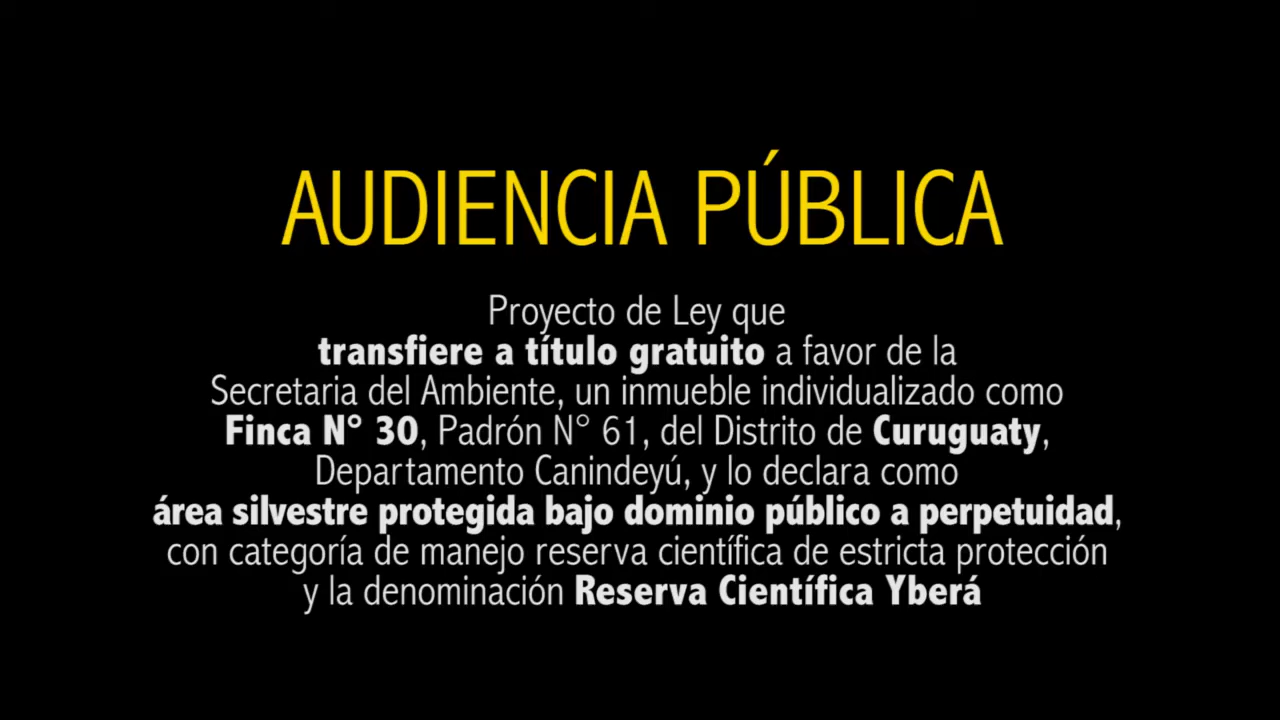 AUDIENCIA PÚBLICA
Proyecto de Ley que
transfiere a título gratuito a favor de la
Secretaria del Ambiente, un inmueble individualizado como
Finca N° 30, Padrón N° 61, del Distrito de Curuguaty,
Departamento Canindeyú, y lo declara como
área silvestre protegida bajo dominio público a perpetuidad,
con categoría de manejo reserva científica de estricta protección
y la denominación Reserva Científica Yberá